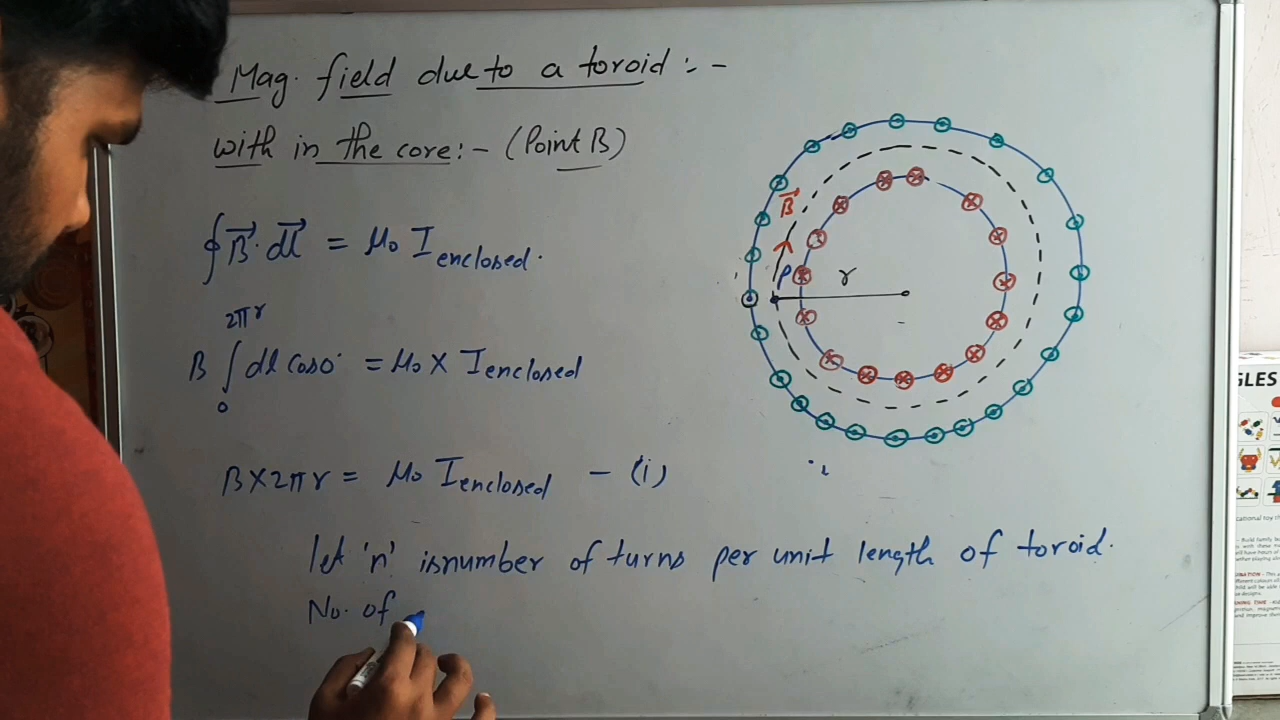 Mag. field due to a toroid :-
with in the core:- (Point B)
∮B⃗·dl⃗ = μ₀ I enclosed.
2πr
B ∫ dl cos0° = μ₀ X I enclosed
0
B X 2πr = μ₀ I enclosed - (i)
let 'n' is number of turns per unit length of toroid.
No. of
B⃗
P
r
GLES